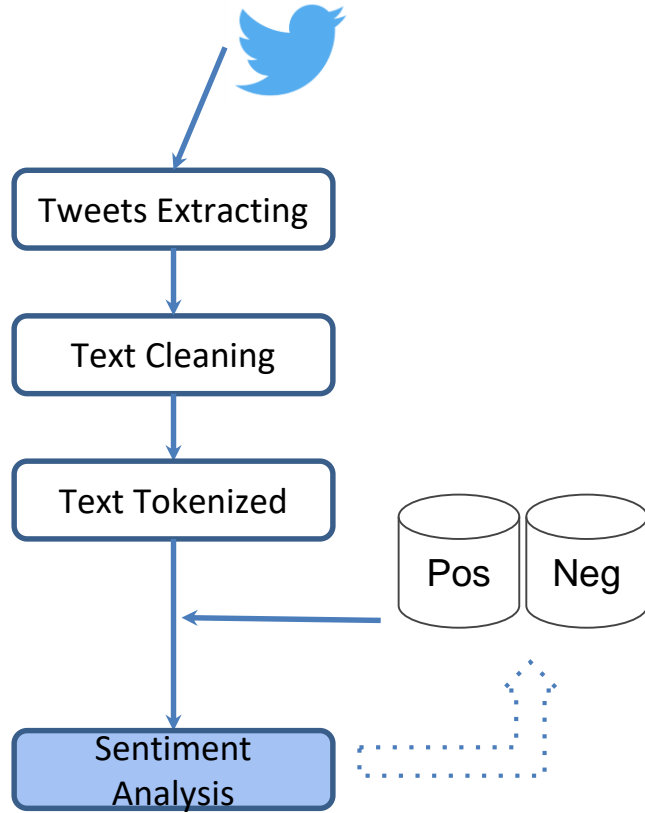 Tweets Extracting
Text Cleaning
Text Tokenized
Pos
Neg
Sentiment
Analysis